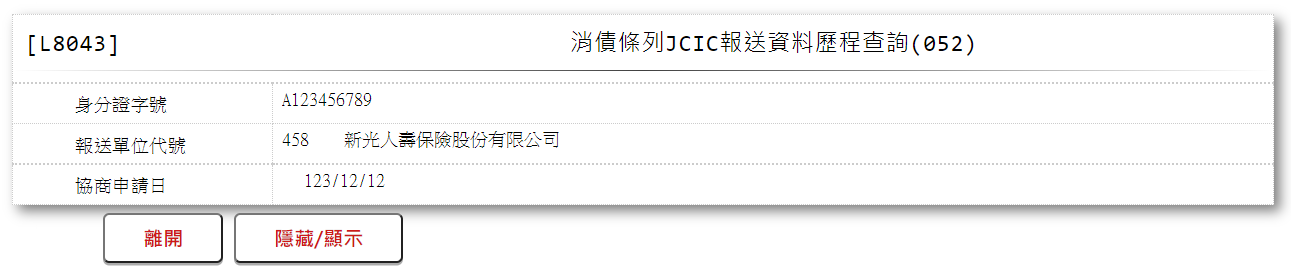 [L8043] 消債條列JCIC報送資料歷程查詢(052)
身分證字號 A123456789
報送單位代號 458 新光人壽保險股份有限公司
協商申請日 123/12/12
離開 隱藏/顯示